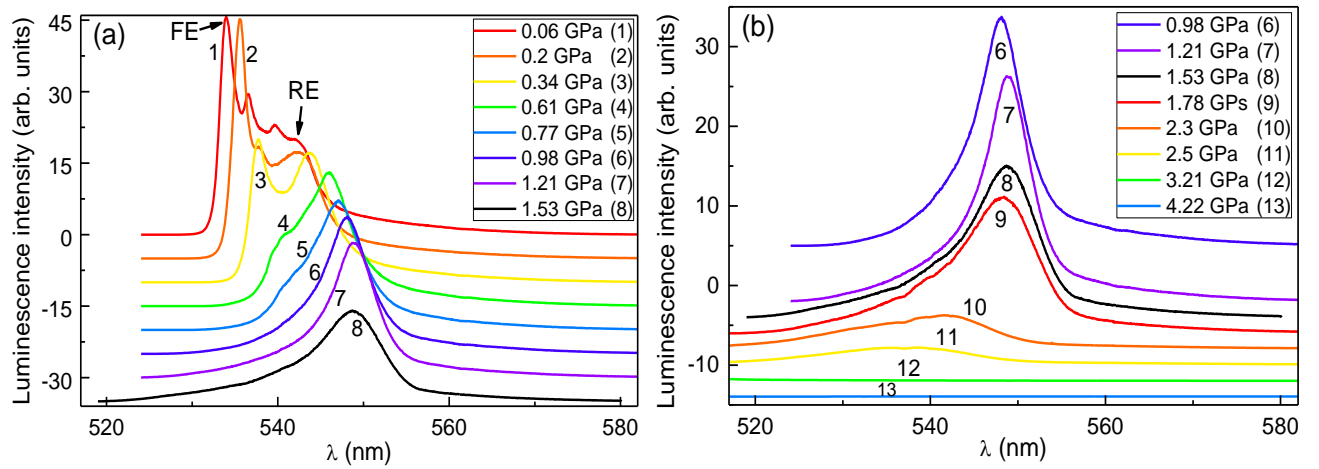 (a)
FE
RE
1
2
3
4
5
6
7
8
0.06 GPa (1)
0.2 GPa (2)
0.34 GPa (3)
0.61 GPa (4)
0.77 GPa (5)
0.98 GPa (6)
1.21 GPa (7)
1.53 GPa (8)
45
30
15
0
-15
-30
Luminescence intensity (arb. units)
520 540 560 580
λ (nm)
(b)
6
7
8
9
10
11
12
13
0.98 GPa (6)
1.21 GPa (7)
1.53 GPa (8)
1.78 GPs (9)
2.3 GPa (10)
2.5 GPa (11)
3.21 GPa (12)
4.22 GPa (13)
30
20
10
0
-10
Luminescence intensity (arb. units)
520 540 560 580
λ (nm)